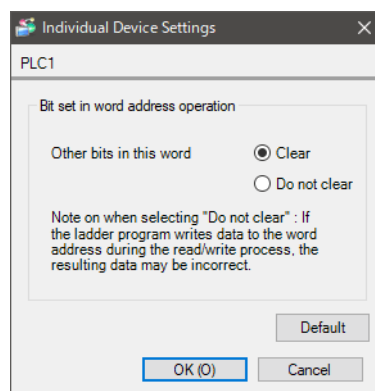 Individual Device Settings
PLC1
Bit set in word address operation
Other bits in this word
Clear
Do not clear
Note on when selecting "Do not clear" : If
the ladder program writes data to the word
address during the read/write process, the
resulting data may be incorrect.
Default
OK (O)
Cancel